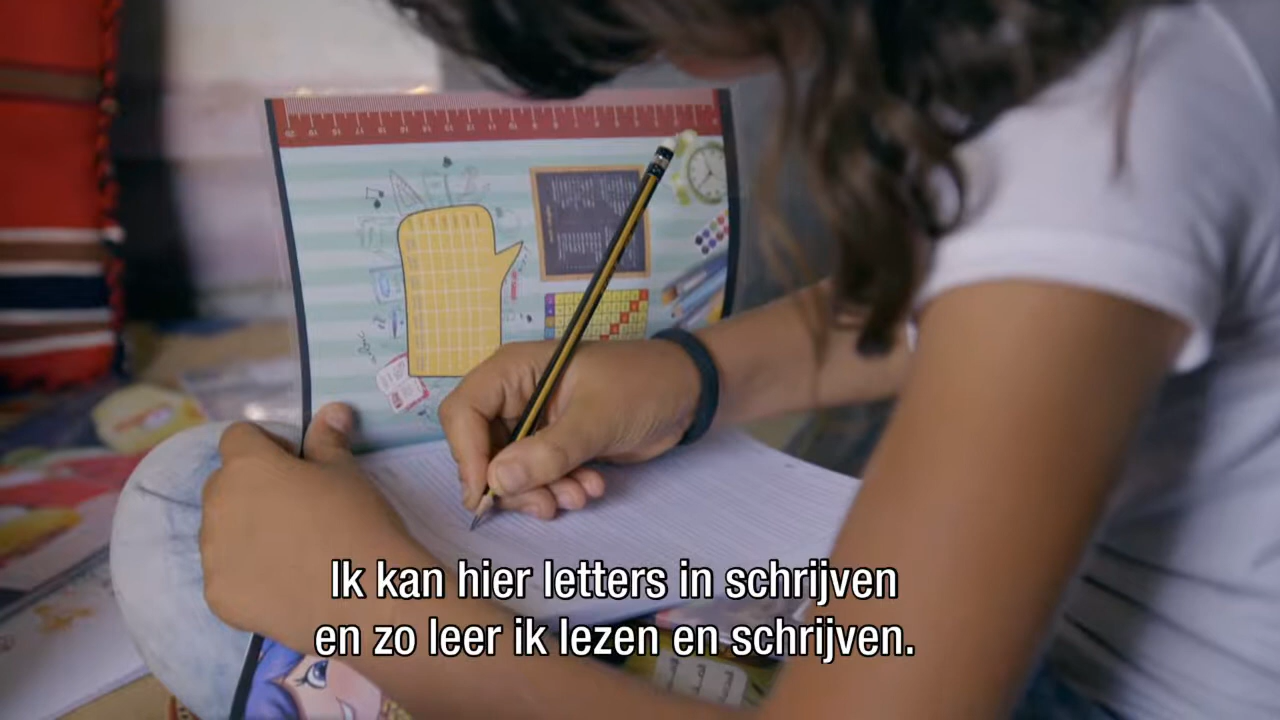 Ik kan hier letters in schrijven
en zo leer ik lezen en schrijven.